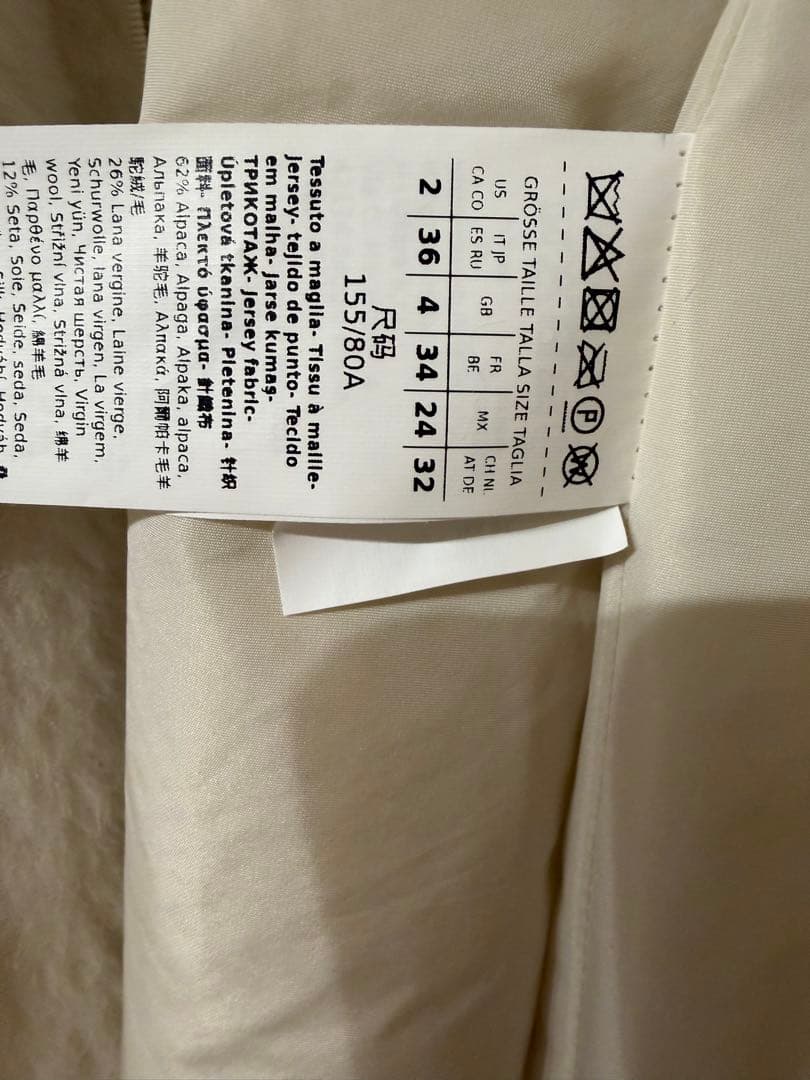 P W
GRÖSSE TAILLE TALLA SIZE TAGLIA
US IT JP GB FR MX CH NL
CA CO ES RU BE AT DE
2 36 4 34 24 32
尺码
155/80A
Tessuto a maglia- Tissu à maille-
Jersey- tejido de punto- Tecido
em malha- Jarse kumaş-
ТРИКОТАЖ- Jersey fabric-
Úpletová tkanina- Pletenina- 针织
面料- Πλεκτό ύφασμα- 針織布
62% Alpaca, Alpaga, Alpaka, alpaca,
Альпака, 羊驼毛, Αλπακά, 阿爾帕卡毛羊
駝絨/毛
26% Lana vergine, Laine vierge,
Schurwolle, lana virgen, La virgem,
Yeni yün, Чистая шерсть, Virgin
wool, Střižní vlna, Strižná vlna, 绵羊
毛, Παρθένο μαλλί, 綿羊毛
12% Seta, Soie, Seide, seda, Seda,